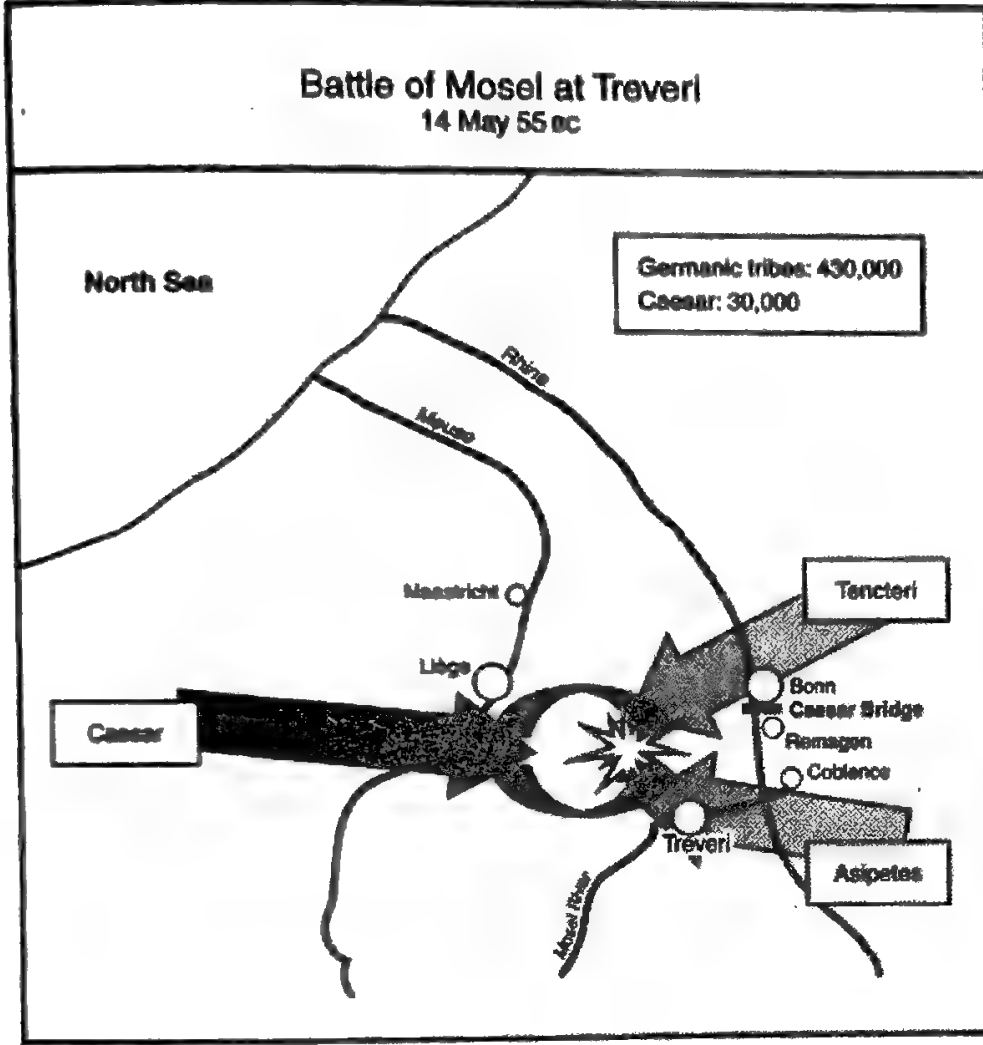 Battle of Mosel at Treveri
14 May 55 BC
North Sea
Germanic tribes: 430,000
Caesar: 30,000
Rhine
Meuse
Maastricht
Tencteri
Liège
Bonn
Caesar Bridge
Caesar
Remagen
Coblence
Treveri
Asipetes
Mosel River